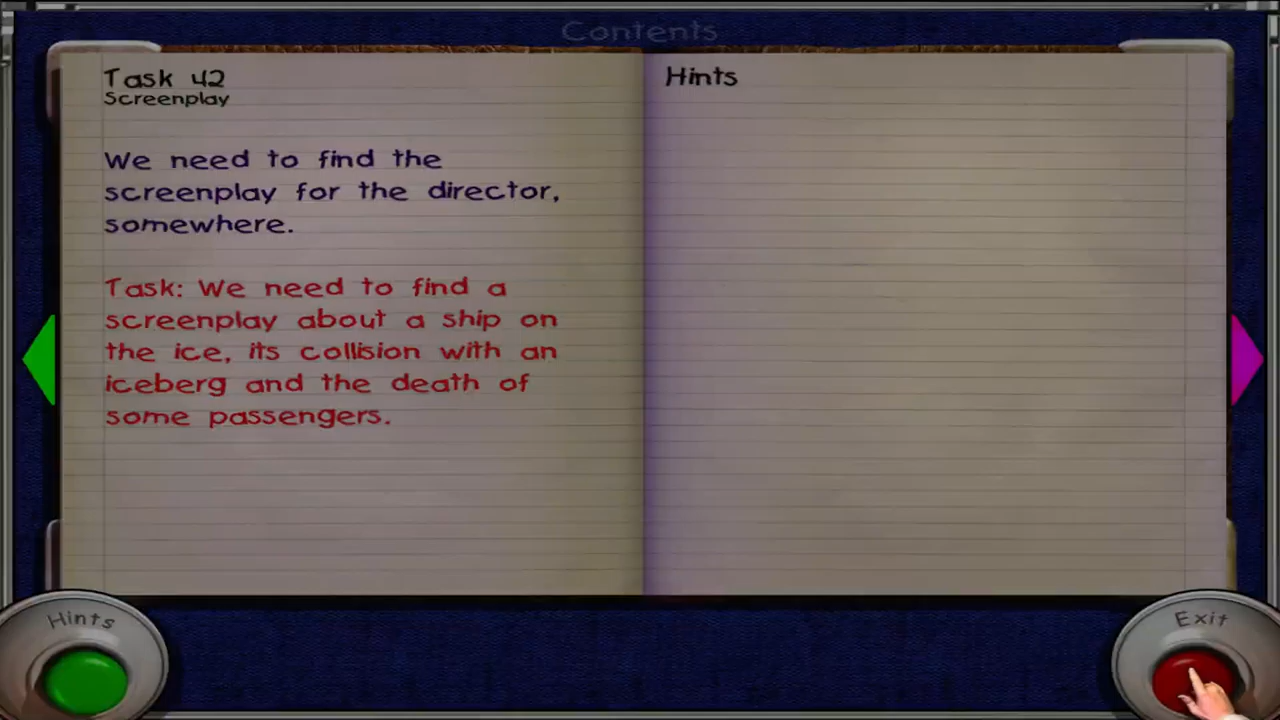 Contents
Task 42
Screenplay
We need to find the
screenplay for the director,
somewhere.
Task: We need to find a
screenplay about a ship on
the ice, its collision with an
iceberg and the death of
some passengers.
Hints
Hints
Exit